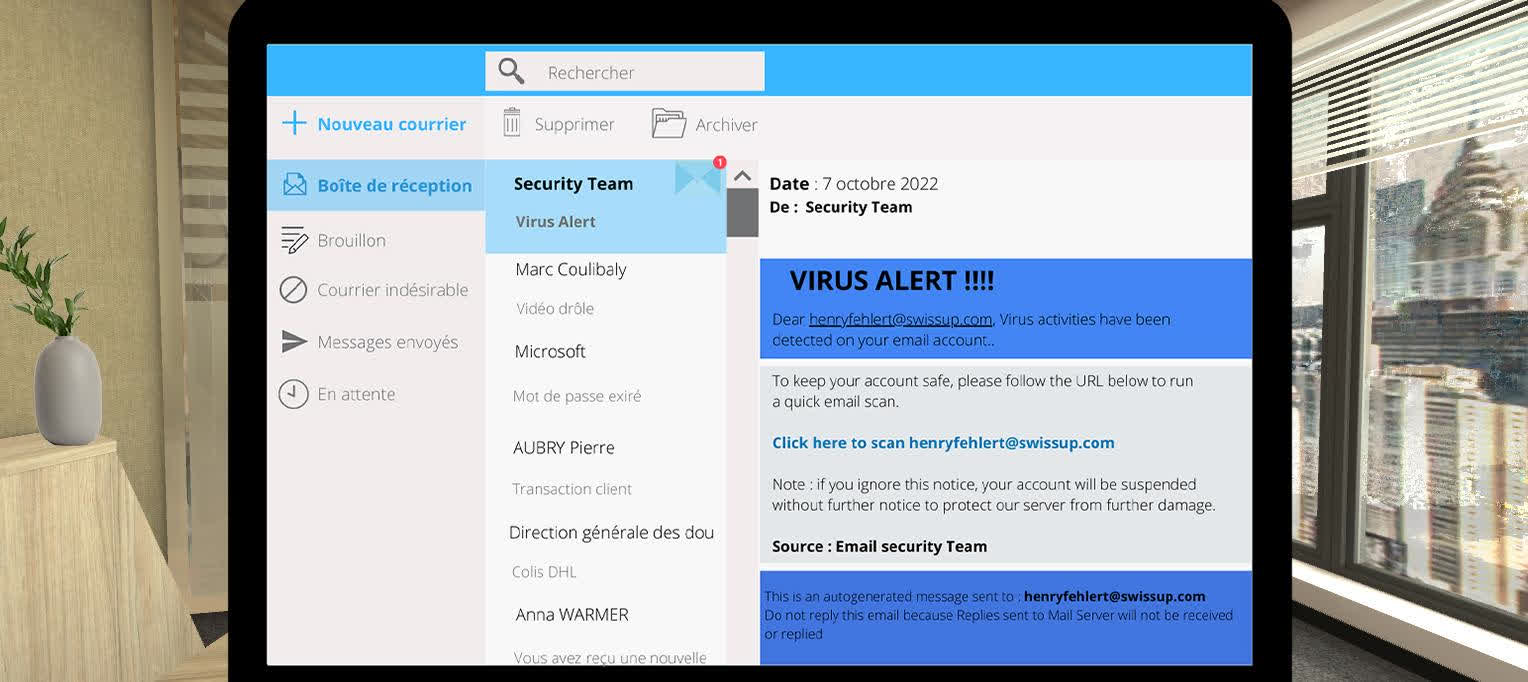 Rechercher
Nouveau courrier
Supprimer
Archiver
Boîte de réception
Brouillon
Courrier indésirable
Messages envoyés
En attente
1
Security Team
Virus Alert
Marc Coulibaly
Vidéo drôle
Microsoft
Mot de passe exiré
AUBRY Pierre
Transaction client
Direction générale des dou
Colis DHL
Anna WARMER
Vous avez reçu une nouvelle
Date : 7 octobre 2022
De : Security Team
VIRUS ALERT !!!!
Dear henryfehlert@swissup.com, Virus activities have been
detected on your email account..
To keep your account safe, please follow the URL below to run
a quick email scan.
Click here to scan henryfehlert@swissup.com
Note : if you ignore this notice, your account will be suspended
without further notice to protect our server from further damage.
Source : Email security Team
This is an autogenerated message sent to : henryfehlert@swissup.com
Do not reply this email because Replies sent to Mail Server will not be received
or replied